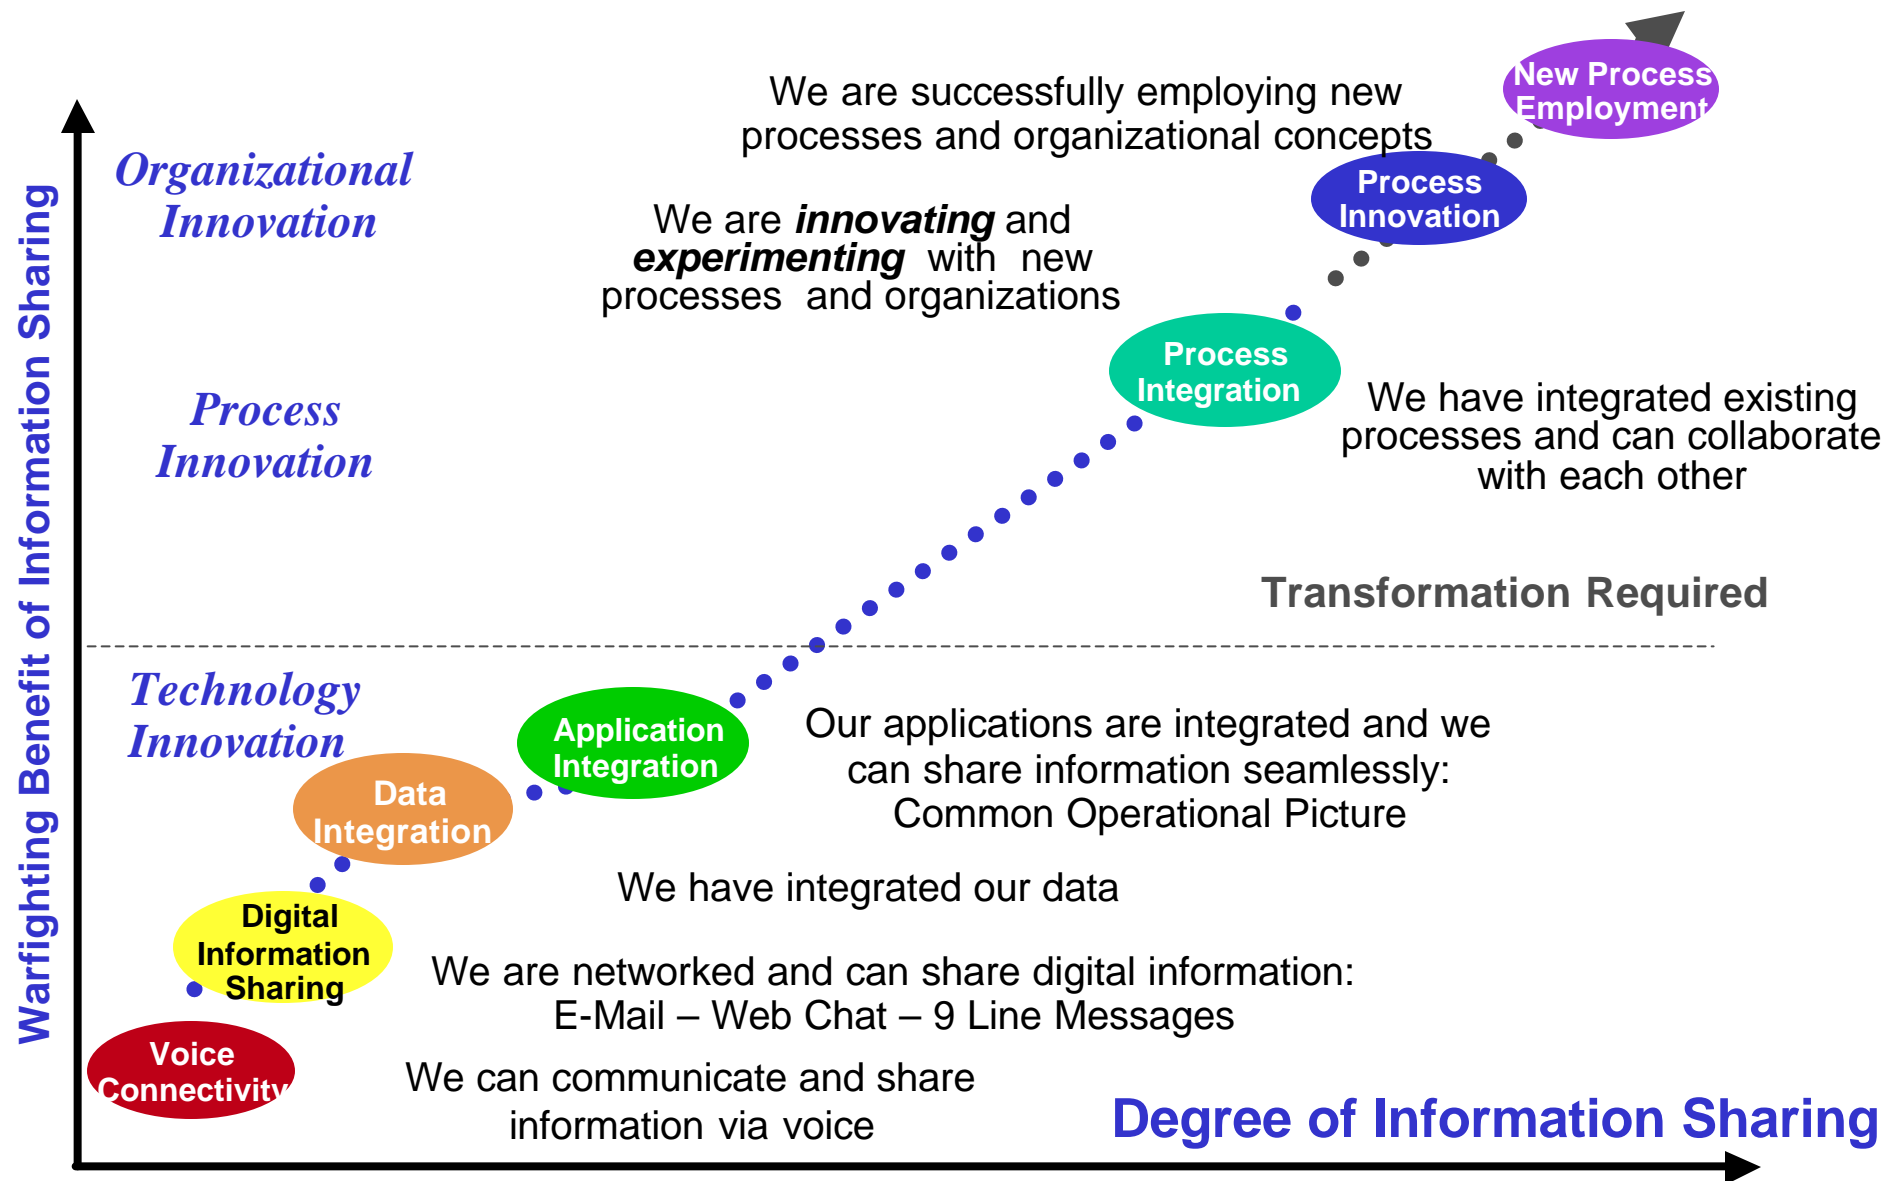 New Process
Employment
We are successfully employing new
processes and organizational concepts
Organizational
Innovation
Process
Innovation
We are innovating and
experimenting with new
processes and organizations
Process
Integration
We have integrated existing
processes and can collaborate
with each other
Process
Innovation
Transformation Required
Warfighting Benefit of Information Sharing
Technology
Innovation
Application
Integration
Our applications are integrated and we
can share information seamlessly:
Common Operational Picture
Data
Integration
We have integrated our data
Digital
Information
Sharing
We are networked and can share digital information:
E-Mail – Web Chat – 9 Line Messages
Voice
Connectivity
We can communicate and share
information via voice
Degree of Information Sharing